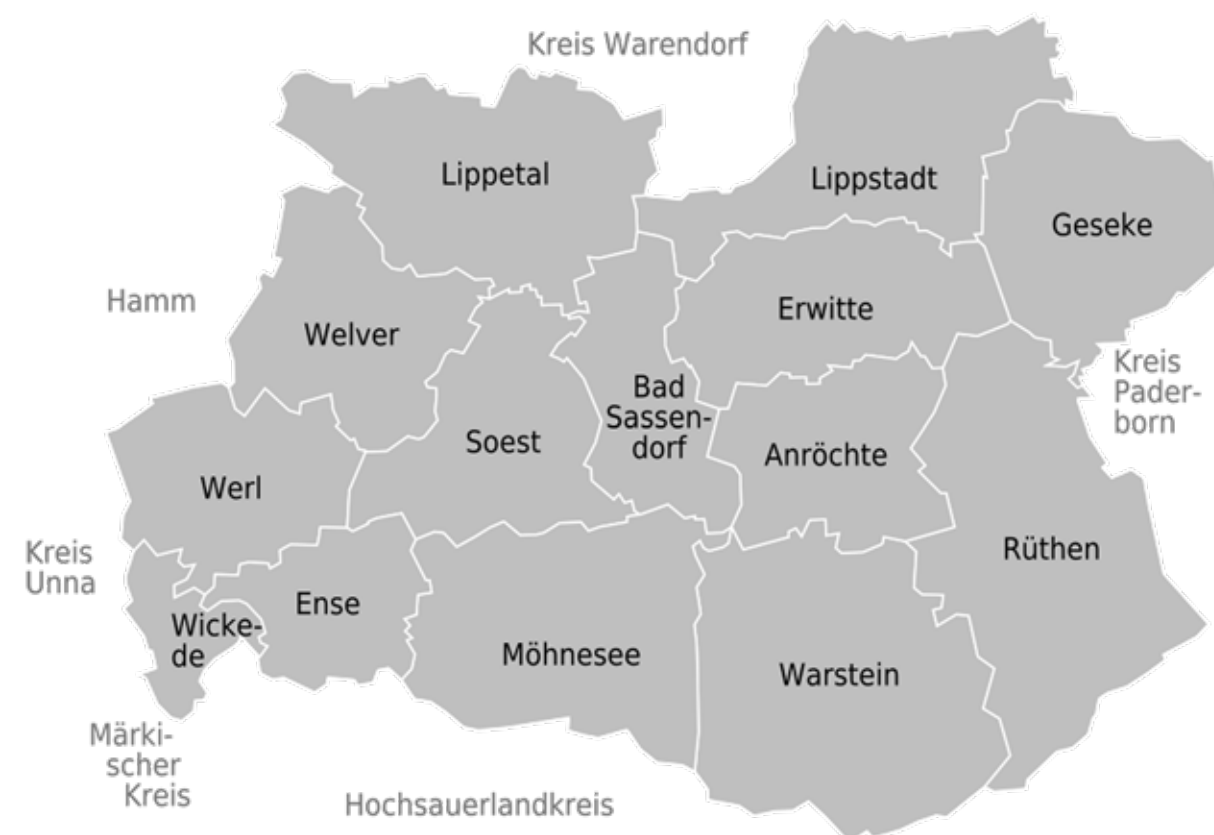 Kreis Warendorf
Lippetal
Lippstadt
Geseke
Hamm
Welver
Erwitte
Kreis
Pader-
born
Bad
Sassen-
dorf
Soest
Anröchte
Werl
Rüthen
Kreis
Unna
Ense
Wicke-
de
Möhnesee
Warstein
Märki-
scher
Kreis
Hochsauerlandkreis